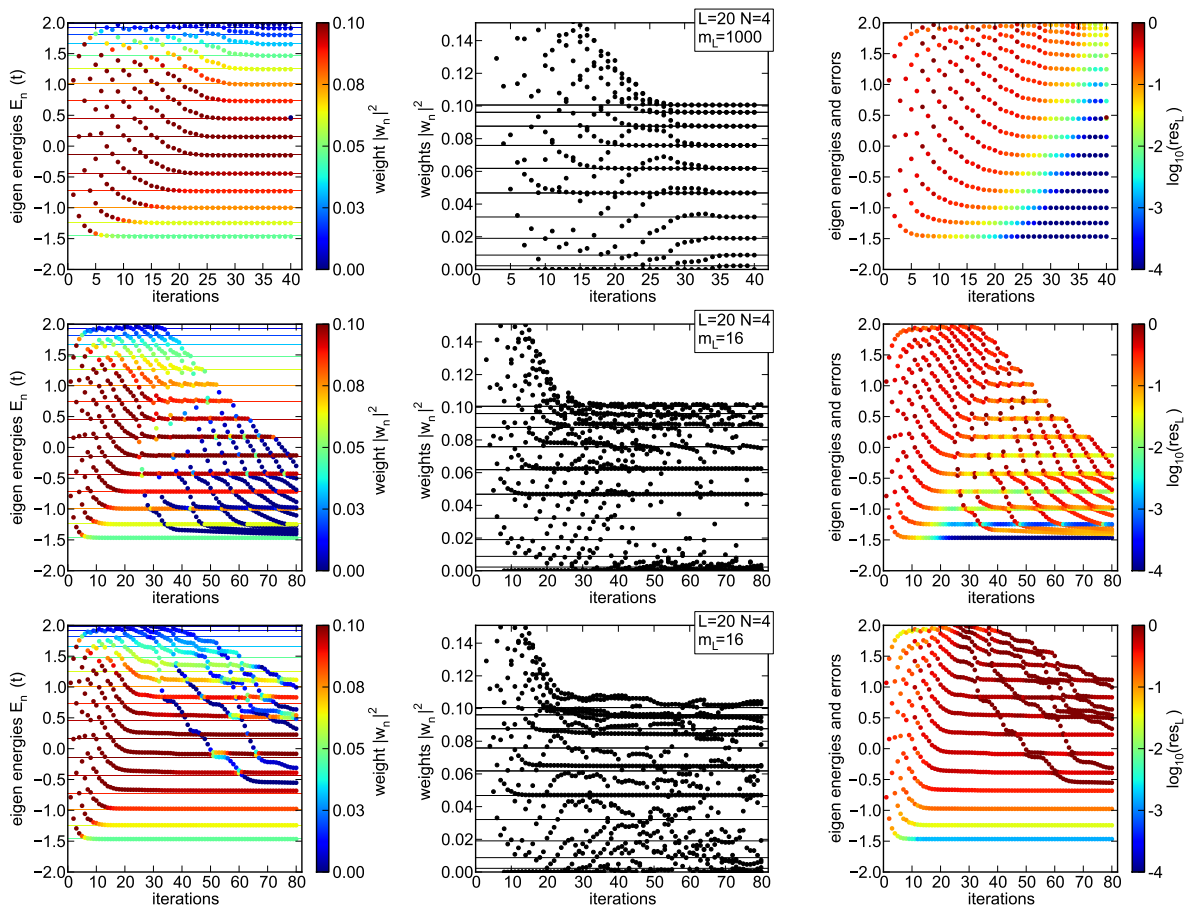 eigen energies E_n (t)
2.0
1.5
1.0
0.5
0.0
−0.5
−1.0
−1.5
−2.0
0 5 10 15 20 25 30 35 40
iterations
0.10
0.08
0.05
0.03
0.00
weight |w_n|^2
L=20 N=4
m_L=1000
weights |w_n|^2
0.14
0.12
0.10
0.08
0.06
0.04
0.02
0.00
5 10 15 20 25 30 35 40
iterations
eigen energies and errors
2.0
1.5
1.0
0.5
0.0
−0.5
−1.0
−1.5
−2.0
0 5 10 15 20 25 30 35 40
iterations
0
-1
-2
-3
-4
log10(res_L )
eigen energies E_n (t)
2.0
1.5
1.0
0.5
0.0
−0.5
−1.0
−1.5
−2.0
0 10 20 30 40 50 60 70 80
iterations
0.10
0.08
0.05
0.03
0.00
weight |w_n|^2
L=20 N=4
m_L=16
weights |w_n|^2
0.14
0.12
0.10
0.08
0.06
0.04
0.02
0.00
10 20 30 40 50 60 70 80
iterations
eigen energies and errors
2.0
1.5
1.0
0.5
0.0
−0.5
−1.0
−1.5
−2.0
0 10 20 30 40 50 60 70 80
iterations
0
-1
-2
-3
-4
log10(res_L )
eigen energies E_n (t)
2.0
1.5
1.0
0.5
0.0
−0.5
−1.0
−1.5
−2.0
0 10 20 30 40 50 60 70 80
iterations
0.10
0.08
0.05
0.03
0.00
weight |w_n|^2
L=20 N=4
m_L=16
weights |w_n|^2
0.14
0.12
0.10
0.08
0.06
0.04
0.02
0.00
10 20 30 40 50 60 70 80
iterations
eigen energies and errors
2.0
1.5
1.0
0.5
0.0
−0.5
−1.0
−1.5
−2.0
0 10 20 30 40 50 60 70 80
iterations
0
-1
-2
-3
-4
log10(res_L )